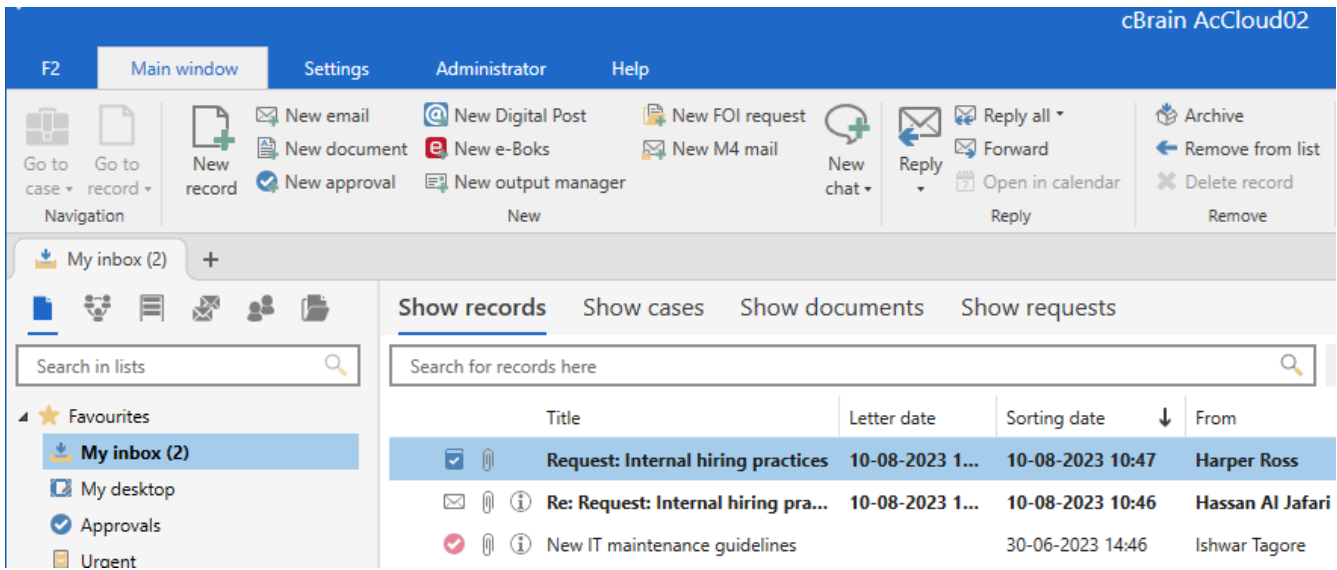 cBrain AcCloud02
F2 Main window Settings Administrator Help
Go to case
Go to record
Navigation
New record
New email
New document
New approval
New Digital Post
New e-Boks
New output manager
New FOI request
New M4 mail
New chat
New
Reply
Reply all
Forward
Open in calendar
Reply
Archive
Remove from list
Delete record
Remove
My inbox (2) +
Show records Show cases Show documents Show requests
Search in lists
Search for records here
Favourites
My inbox (2)
My desktop
Approvals
Urgent
Title Letter date Sorting date From
Request: Internal hiring practices 10-08-2023 1... 10-08-2023 10:47 Harper Ross
Re: Request: Internal hiring pra... 10-08-2023 1... 10-08-2023 10:46 Hassan Al Jafari
New IT maintenance guidelines 30-06-2023 14:46 Ishwar Tagore